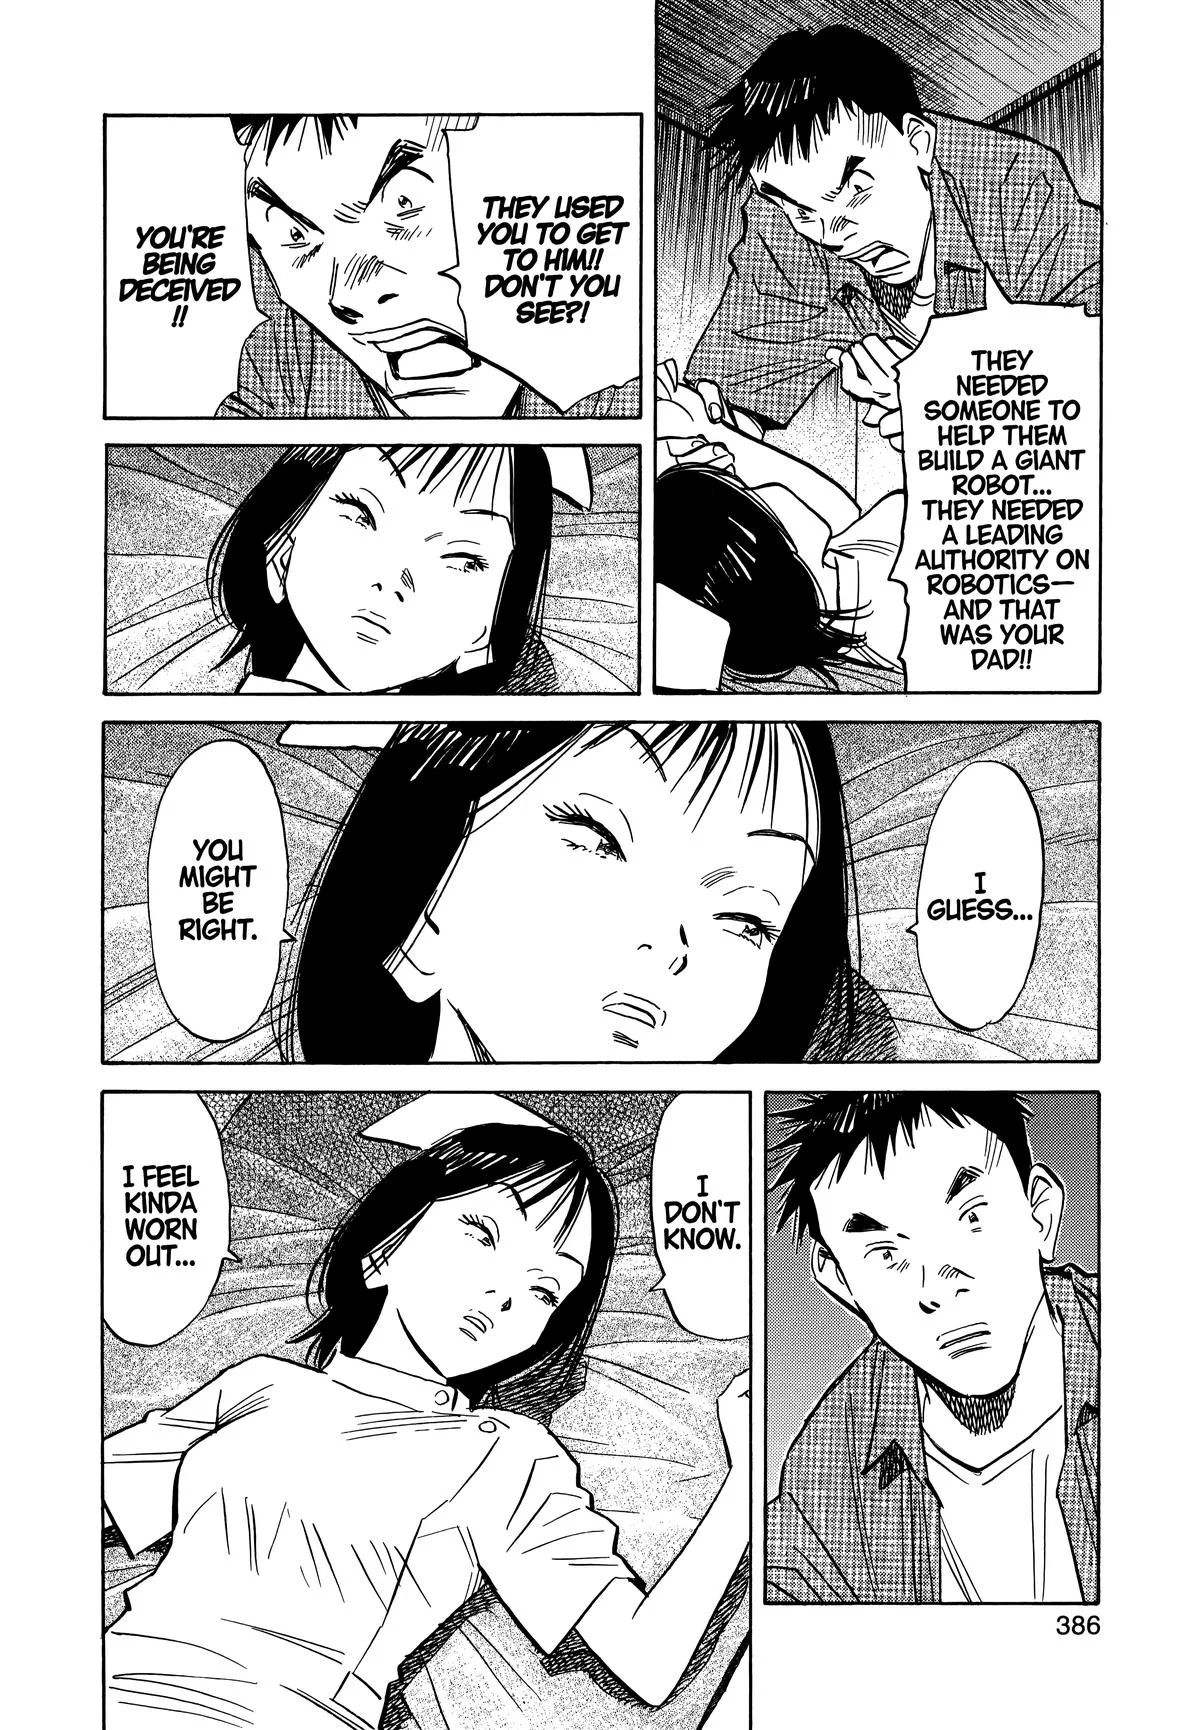 THEY
NEEDED
SOMEONE TO
HELP THEM
BUILD A GIANT
ROBOT...
THEY NEEDED
A LEADING
AUTHORITY ON
ROBOTICS—
AND THAT
WAS YOUR
DAD!!
THEY USED
YOU TO GET
TO HIM!!
DON'T YOU
SEE?!
YOU'RE
BEING
DECEIVED
!!
I
GUESS...
YOU
MIGHT
BE
RIGHT.
I
DON'T
KNOW.
I FEEL
KINDA
WORN
OUT...
386